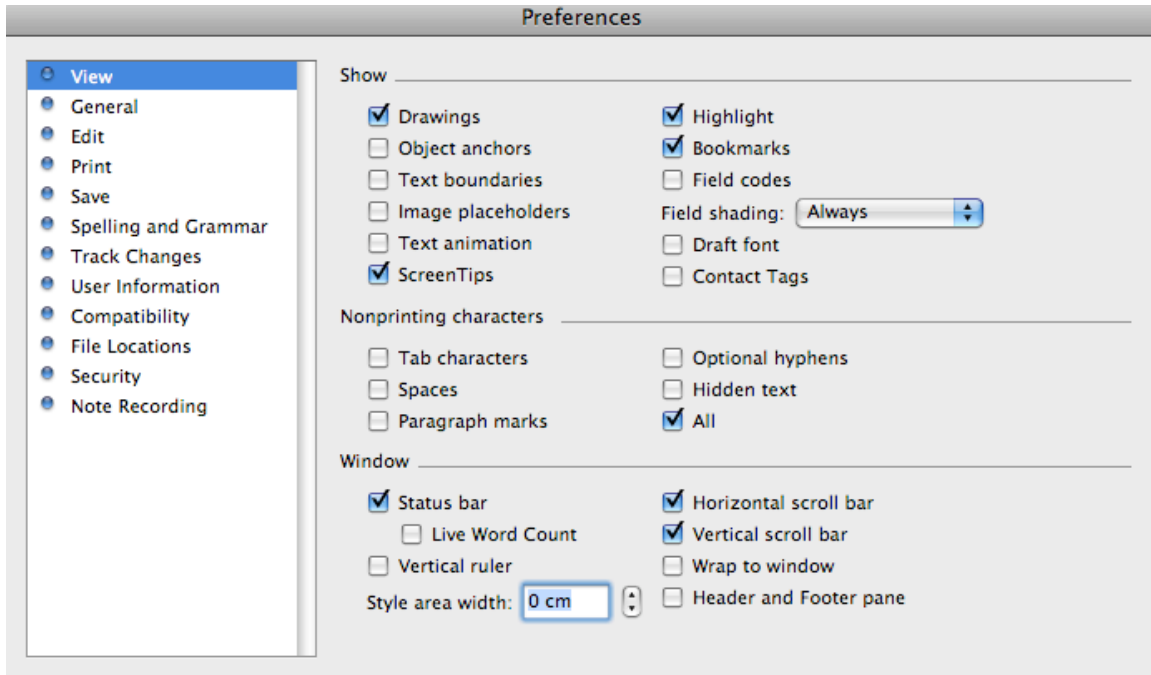 Preferences
View
General
Edit
Print
Save
Spelling and Grammar
Track Changes
User Information
Compatibility
File Locations
Security
Note Recording
Show
Drawings
Object anchors
Text boundaries
Image placeholders
Text animation
ScreenTips
Highlight
Bookmarks
Field codes
Field shading: Always
Draft font
Contact Tags
Nonprinting characters
Tab characters
Spaces
Paragraph marks
Optional hyphens
Hidden text
All
Window
Status bar
Live Word Count
Vertical ruler
Style area width: 0 cm
Horizontal scroll bar
Vertical scroll bar
Wrap to window
Header and Footer pane